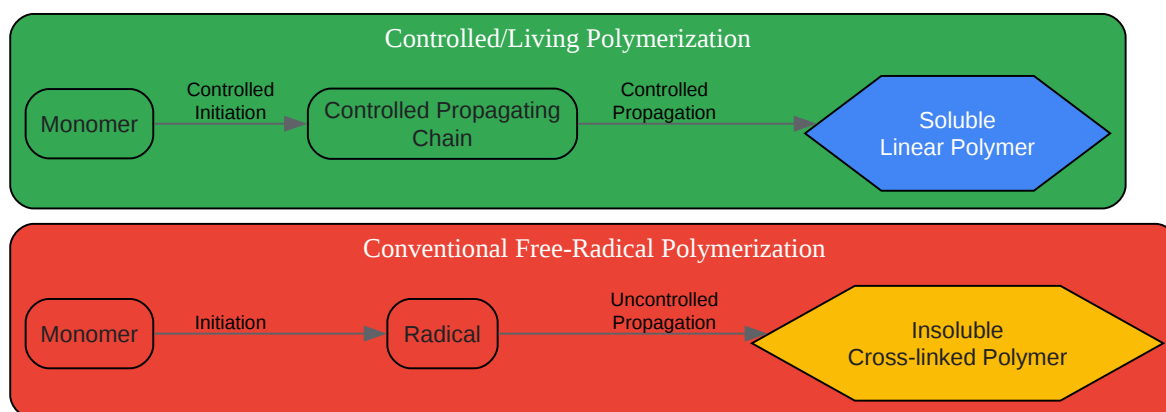 Controlled/Living Polymerization
Monomer
Controlled
Initiation
Controlled Propagating
Chain
Controlled
Propagation
Soluble
Linear Polymer
Conventional Free-Radical Polymerization
Monomer
Initiation
Radical
Uncontrolled
Propagation
Insoluble
Cross-linked Polymer